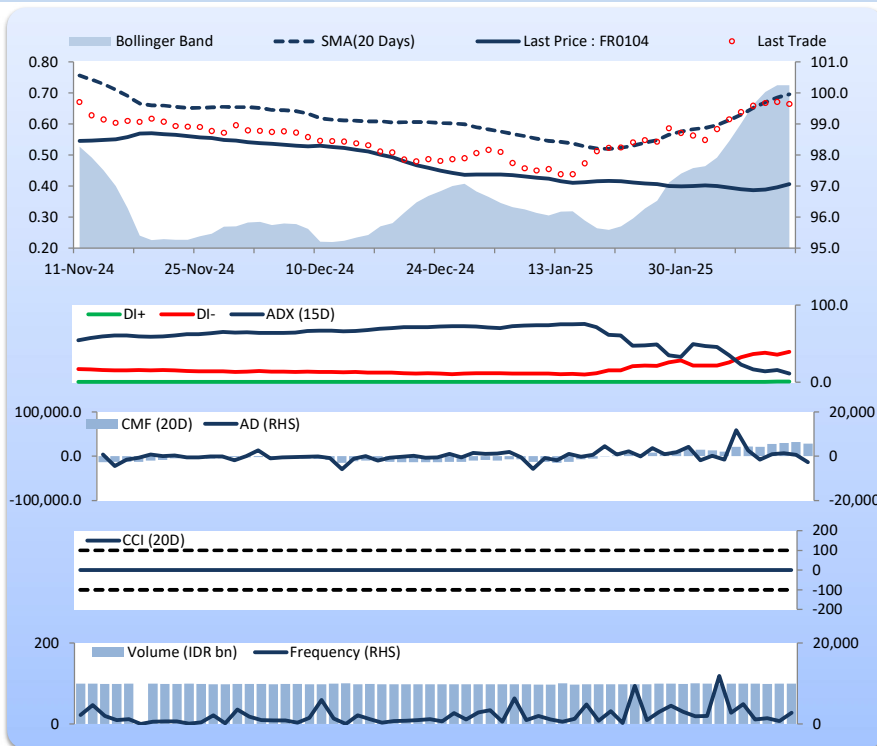 Bollinger Band SMA(20 Days) Last Price : FR0104 Last Trade
0.80 101.0
0.70 100.0
0.60 99.0
0.50 98.0
0.40 97.0
0.30 96.0
0.20 95.0
11-Nov-24 25-Nov-24 10-Dec-24 24-Dec-24 13-Jan-25 30-Jan-25
DI+ DI- ADX (15D) 100.0
0.0
100,000.0 CMF (20D) AD (RHS) 20,000
0.0 0
-100,000.0 -20,000
CCI (20D) 200
100
0
-100
-200
200 Volume (IDR bn) Frequency (RHS) 20,000
0 0